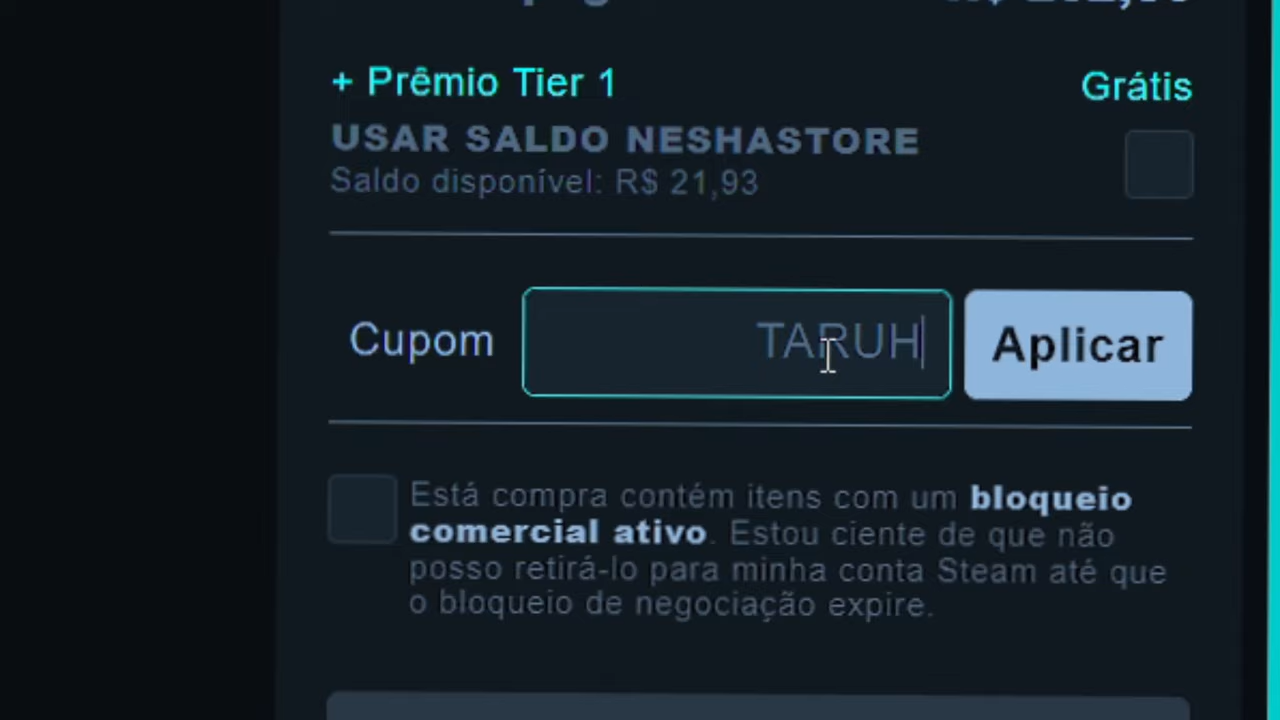 + Prêmio Tier 1 Grátis
USAR SALDO NESHASTORE
Saldo disponível: R$ 21,93
Cupom TARUH Aplicar
Está compra contém itens com um bloqueio
comercial ativo. Estou ciente de que não
posso retirá-lo para minha conta Steam até que
o bloqueio de negociação expire.